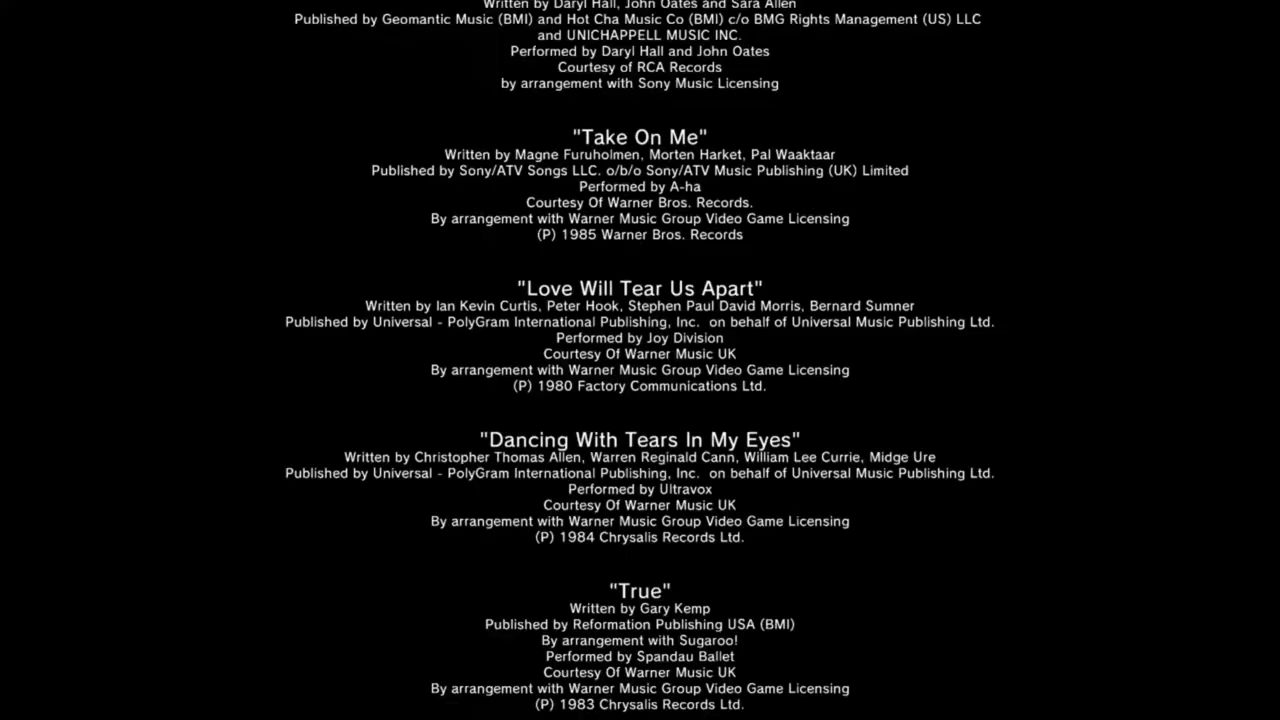 Written by Daryl Hall, John Oates and Sara Allen
Published by Geomantic Music (BMI) and Hot Cha Music Co (BMI) c/o BMG Rights Management (US) LLC
and UNICHAPPELL MUSIC INC.
Performed by Daryl Hall and John Oates
Courtesy of RCA Records
by arrangement with Sony Music Licensing
"Take On Me"
Written by Magne Furuholmen, Morten Harket, Pal Waaktaar
Published by Sony/ATV Songs LLC. o/b/o Sony/ATV Music Publishing (UK) Limited
Performed by A-ha
Courtesy Of Warner Bros. Records.
By arrangement with Warner Music Group Video Game Licensing
(P) 1985 Warner Bros. Records
"Love Will Tear Us Apart"
Written by Ian Kevin Curtis, Peter Hook, Stephen Paul David Morris, Bernard Sumner
Published by Universal - PolyGram International Publishing, Inc.  on behalf of Universal Music Publishing Ltd.
Performed by Joy Division
Courtesy Of Warner Music UK
By arrangement with Warner Music Group Video Game Licensing
(P) 1980 Factory Communications Ltd.
"Dancing With Tears In My Eyes"
Written by Christopher Thomas Allen, Warren Reginald Cann, William Lee Currie, Midge Ure
Published by Universal - PolyGram International Publishing, Inc.  on behalf of Universal Music Publishing Ltd.
Performed by Ultravox
Courtesy Of Warner Music UK
By arrangement with Warner Music Group Video Game Licensing
(P) 1984 Chrysalis Records Ltd.
"True"
Written by Gary Kemp
Published by Reformation Publishing USA (BMI)
By arrangement with Sugaroo!
Performed by Spandau Ballet
Courtesy Of Warner Music UK
By arrangement with Warner Music Group Video Game Licensing
(P) 1983 Chrysalis Records Ltd.